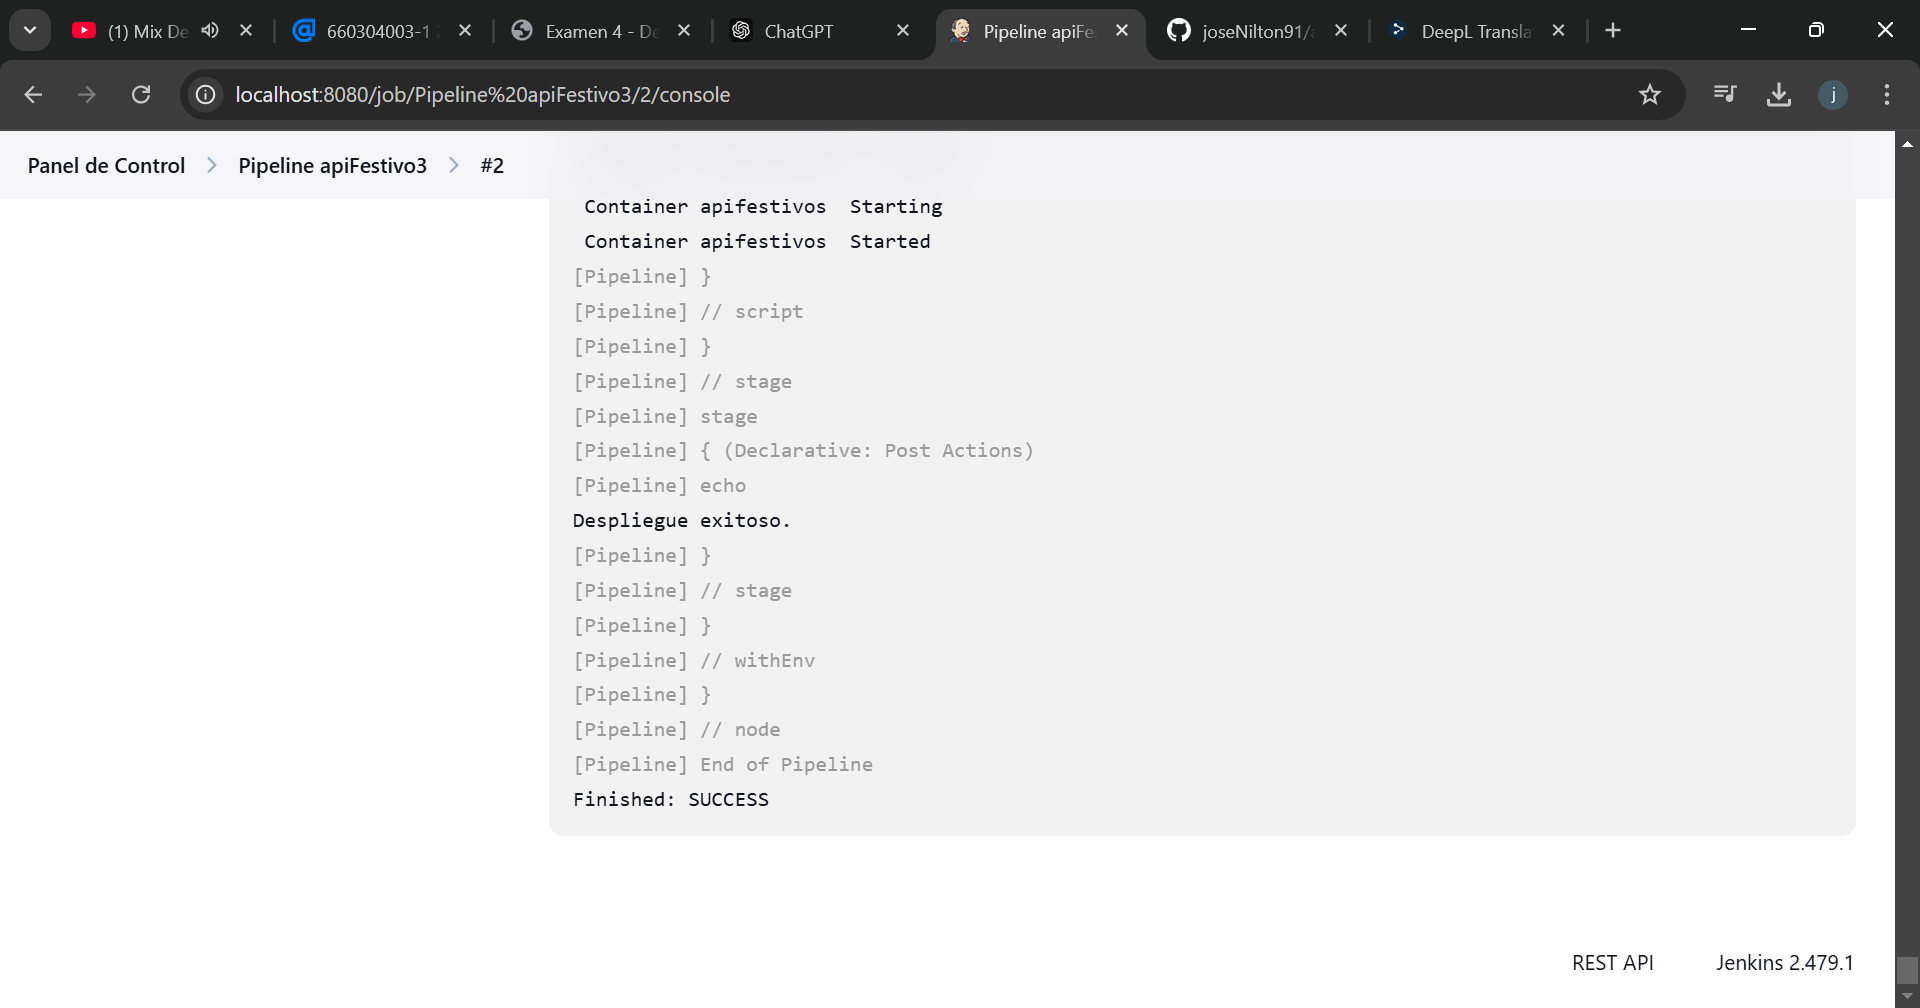 (1) Mix De
660304003-1
Examen 4 - De
ChatGPT
Pipeline apiFes
joseNilton91/a
DeepL Transla
localhost:8080/job/Pipeline%20apiFestivo3/2/console
j
Panel de Control
Pipeline apiFestivo3
#2
Container apifestivos  Starting
Container apifestivos  Started
[Pipeline] }
[Pipeline] // script
[Pipeline] }
[Pipeline] // stage
[Pipeline] stage
[Pipeline] { (Declarative: Post Actions)
[Pipeline] echo
Despliegue exitoso.
[Pipeline] }
[Pipeline] // stage
[Pipeline] }
[Pipeline] // withEnv
[Pipeline] }
[Pipeline] // node
[Pipeline] End of Pipeline
Finished: SUCCESS
REST API
Jenkins 2.479.1